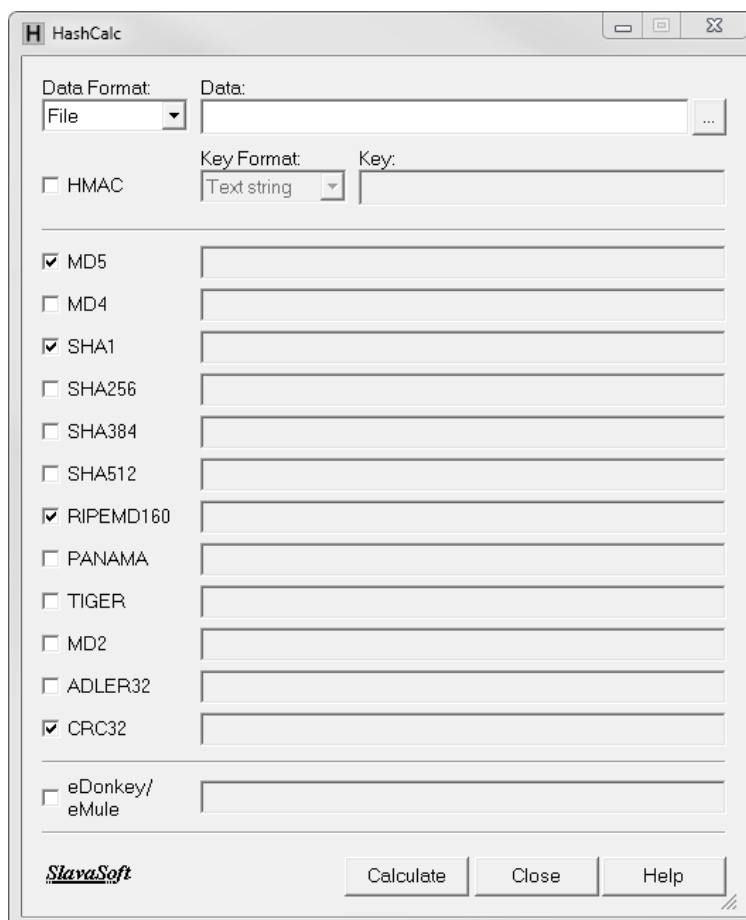 H HashCalc
Data Format: Data:
File ...
Key Format: Key:
HMAC Text string
MD5
MD4
SHA1
SHA256
SHA384
SHA512
RIPEMD160
PANAMA
TIGER
MD2
ADLER32
CRC32
eDonkey/
eMule
SlavaSoft Calculate Close Help